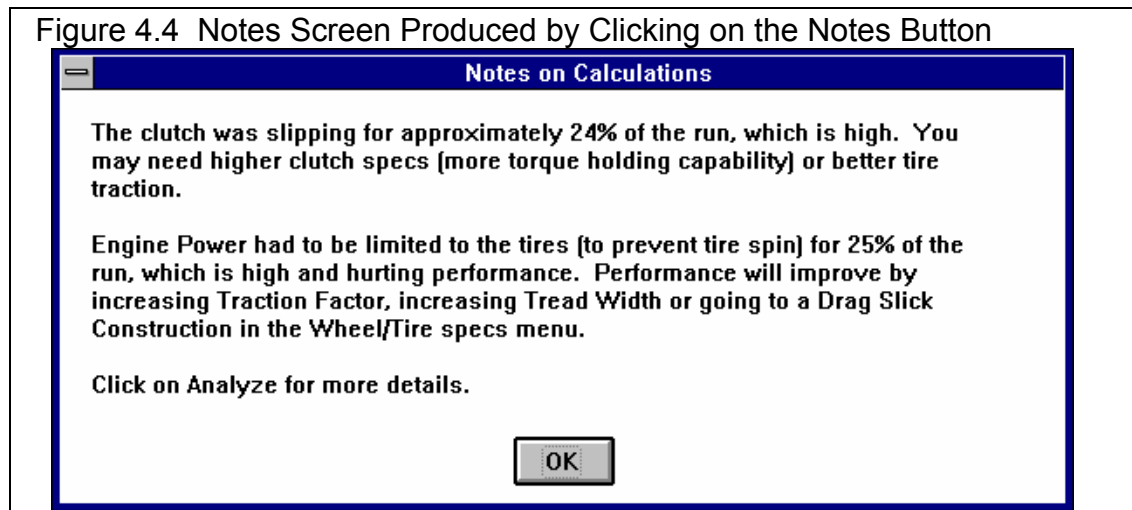 Figure 4.4  Notes Screen Produced by Clicking on the Notes Button
Notes on Calculations
The clutch was slipping for approximately 24% of the run, which is high.  You
may need higher clutch specs (more torque holding capability) or better tire
traction.
Engine Power had to be limited to the tires (to prevent tire spin) for 25% of the
run, which is high and hurting performance.  Performance will improve by
increasing Traction Factor, increasing Tread Width or going to a Drag Slick
Construction in the Wheel/Tire specs menu.
Click on Analyze for more details.
OK